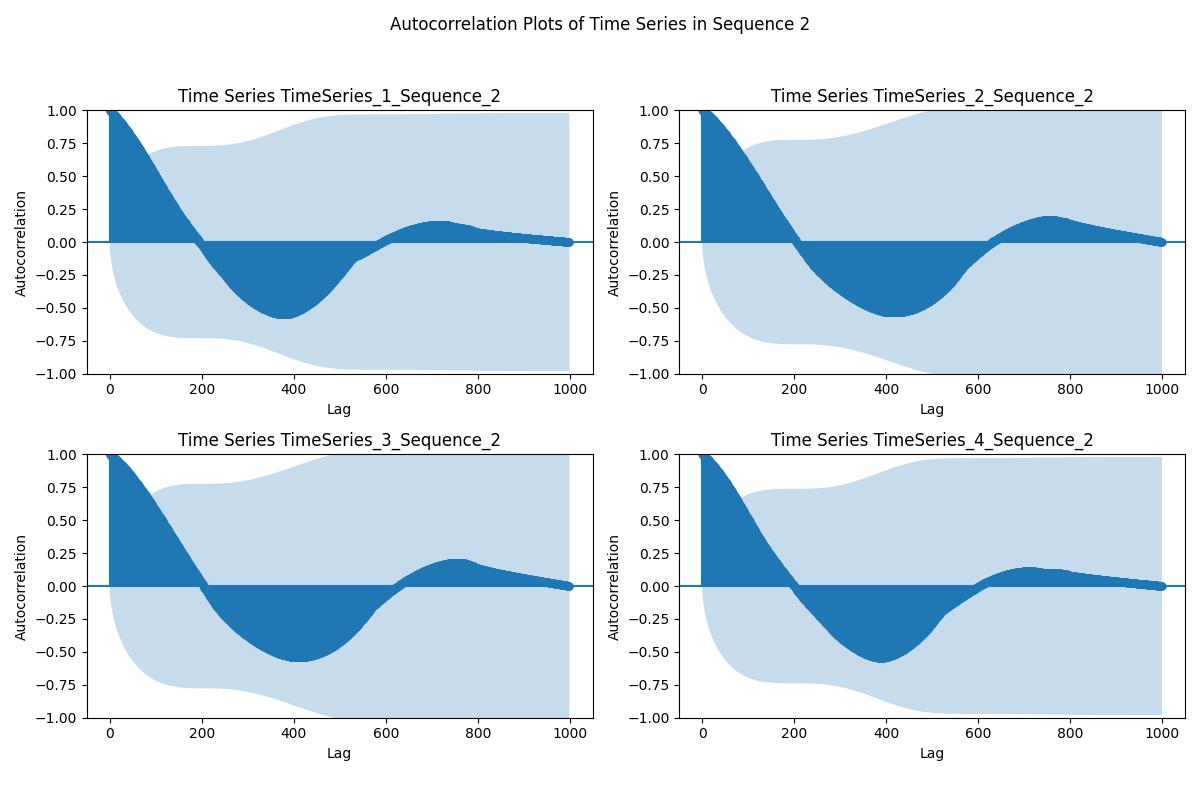 Autocorrelation Plots of Time Series in Sequence 2
Time Series TimeSeries_1_Sequence_2
1.00
0.75
0.50
0.25
0.00
−0.25
−0.50
−0.75
−1.00
Autocorrelation
0 200 400 600 800 1000
Lag
Time Series TimeSeries_2_Sequence_2
1.00
0.75
0.50
0.25
0.00
−0.25
−0.50
−0.75
−1.00
Autocorrelation
0 200 400 600 800 1000
Lag
Time Series TimeSeries_3_Sequence_2
1.00
0.75
0.50
0.25
0.00
−0.25
−0.50
−0.75
−1.00
Autocorrelation
0 200 400 600 800 1000
Lag
Time Series TimeSeries_4_Sequence_2
1.00
0.75
0.50
0.25
0.00
−0.25
−0.50
−0.75
−1.00
Autocorrelation
0 200 400 600 800 1000
Lag